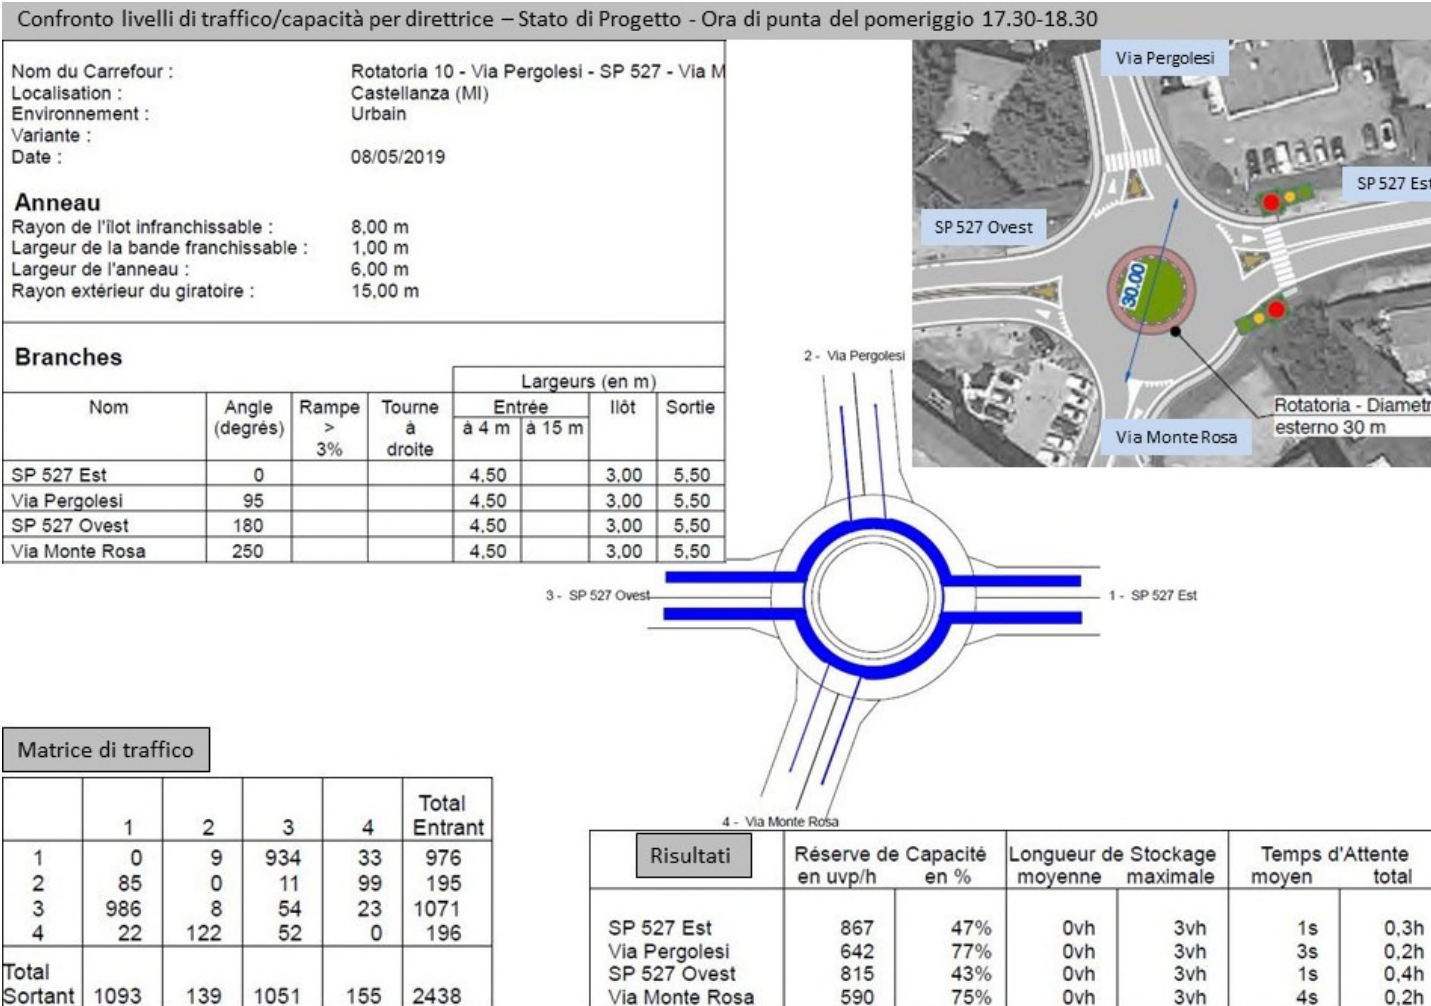 Confronto livelli di traffico/capacità per direttrice – Stato di Progetto - Ora di punta del pomeriggio 17.30-18.30
Nom du Carrefour : Rotatoria 10 - Via Pergolesi - SP 527 - Via M
Localisation : Castellanza (MI)
Environnement : Urbain
Variante :
Date : 08/05/2019
Anneau
Rayon de l'îlot infranchissable : 8,00 m
Largeur de la bande franchissable : 1,00 m
Largeur de l'anneau : 6,00 m
Rayon extérieur du giratoire : 15,00 m
Branches
Largeurs (en m)
Nom Angle Rampe Tourne Entrée Ilôt Sortie
(degrés) > à à 4 m à 15 m
3% droite
SP 527 Est 0 4,50 3,00 5,50
Via Pergolesi 95 4,50 3,00 5,50
SP 527 Ovest 180 4,50 3,00 5,50
Via Monte Rosa 250 4,50 3,00 5,50
Via Pergolesi
SP 527 Est
SP 527 Ovest
30.00
Via Monte Rosa
Rotatoria - Diametr
esterno 30 m
2 - Via Pergolesi
3 - SP 527 Ovest
1 - SP 527 Est
4 - Via Monte Rosa
Matrice di traffico
1 2 3 4 Total Entrant
1 0 9 934 33 976
2 85 0 11 99 195
3 986 8 54 23 1071
4 22 122 52 0 196
Total
Sortant 1093 139 1051 155 2438
Risultati Réserve de Capacité Longueur de Stockage Temps d'Attente
en uvp/h en % moyenne maximale moyen total
SP 527 Est 867 47% 0vh 3vh 1s 0,3h
Via Pergolesi 642 77% 0vh 3vh 3s 0,2h
SP 527 Ovest 815 43% 0vh 3vh 1s 0,4h
Via Monte Rosa 590 75% 0vh 3vh 4s 0,2h